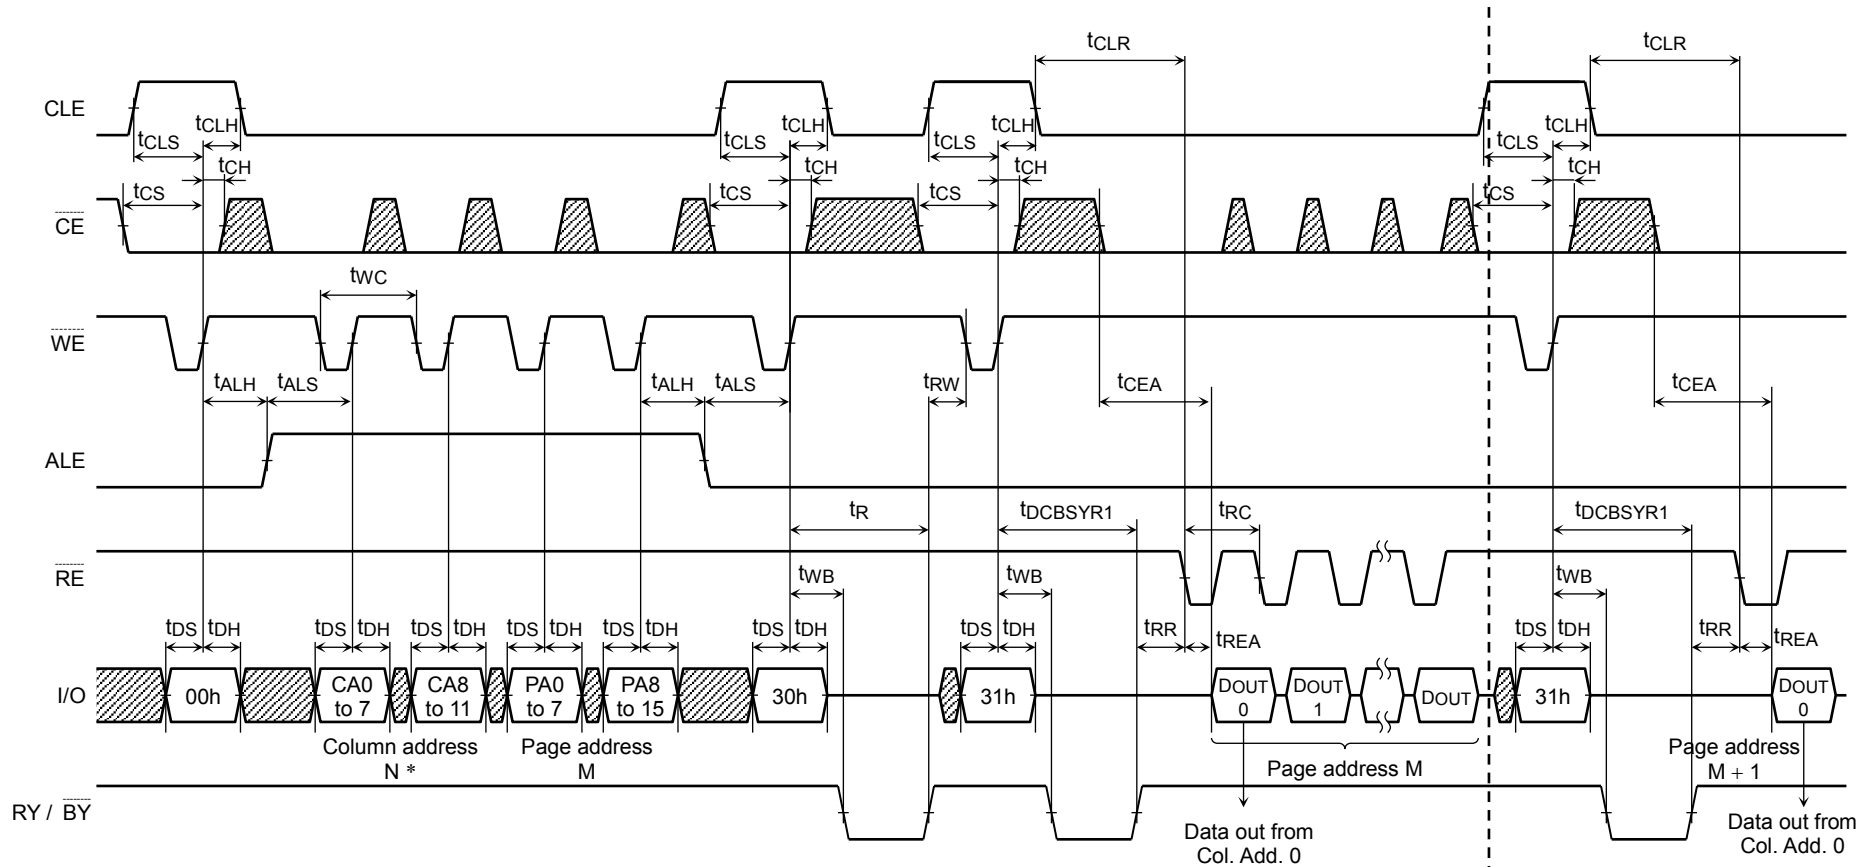 tCLR tCLR
CLE
tCLH tCLH tCLH tCLH
tCLS tCLS tCLS tCLS
tCH tCH tCH tCH
tCS tCS tCS tCS
CE
tWC
WE
tALH tALS tALH tALS tRW tCEA tCEA
ALE
tR tDCBSYR1 tRC tDCBSYR1
RE
tWB tWB tWB
tDS tDH tDS tDH tDS tDH tDS tDH tDS tDH tDS tDH tDS tDH tRR tREA tDS tDH tRR tREA
I/O
00h
CA0
to 7
CA8
to 11
PA0
to 7
PA8
to 15
30h
31h
DOUT
0
DOUT
1
DOUT
31h
DOUT
0
Column address
N *
Page address
M
Page address M
Page address
M + 1
RY / BY
Data out from
Col. Add. 0
Data out from
Col. Add. 0